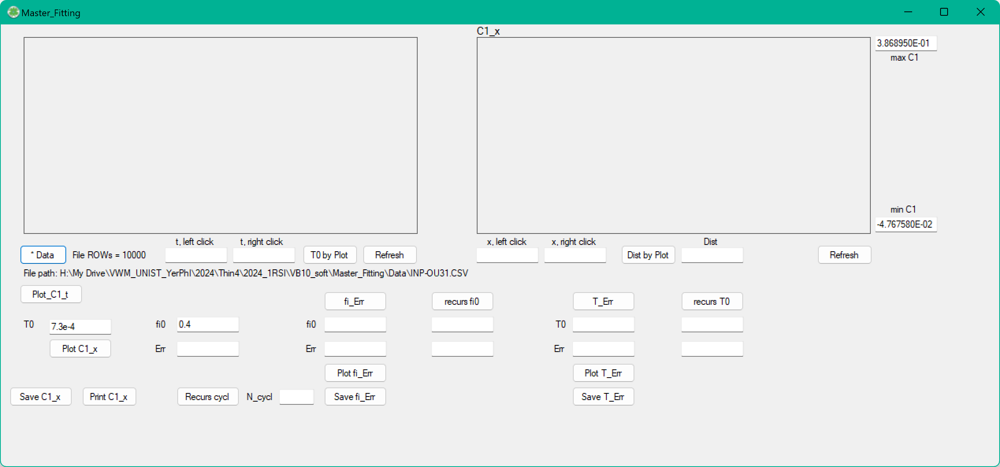 Master_Fitting
C1_x
3.868950E-01
max C1
min C1
-4.767580E-02
t, left click t, right click x, left click x, right click Dist
* Data File ROWs = 10000 T0 by Plot Refresh Dist by Plot Refresh
File path: H:\My Drive\VWM_UNIST_YerPhI\2024\Thin4\2024_1RSI\VB10_soft\Master_Fitting\Data\INP-OU31.CSV
Plot_C1_t
fi_Err recurs fi0 T_Err recurs T0
T0 7.3e-4 fi0 0.4 fi0 T0
Plot C1_x Err Err Err
Plot fi_Err Plot T_Err
Save C1_x Print C1_x Recurs cycl N_cycl Save fi_Err Save T_Err